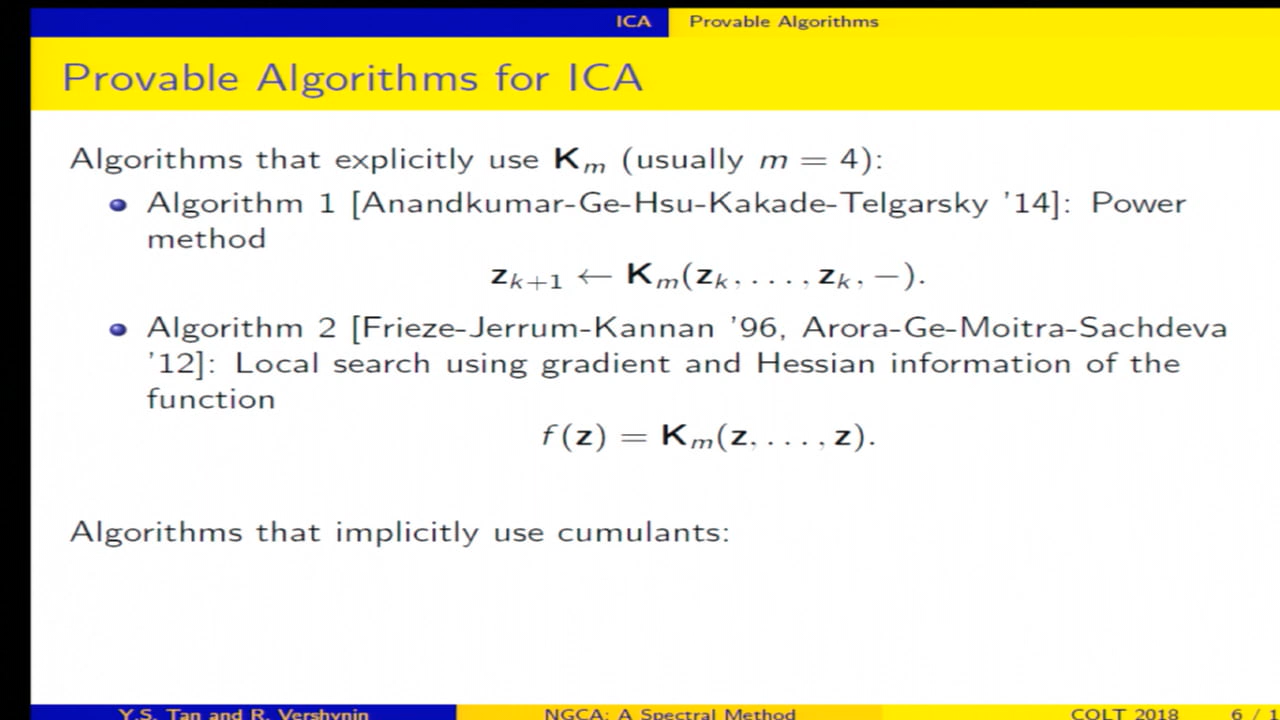 ICA Provable Algorithms
Provable Algorithms for ICA
Algorithms that explicitly use K_m (usually m = 4):
Algorithm 1 [Anandkumar-Ge-Hsu-Kakade-Telgarsky '14]: Power
method
z_{k+1} ← K_m(z_k, . . . , z_k, −).
Algorithm 2 [Frieze-Jerrum-Kannan '96, Arora-Ge-Moitra-Sachdeva
'12]: Local search using gradient and Hessian information of the
function
f(z) = K_m(z, . . . , z).
Algorithms that implicitly use cumulants:
Y.S. Tan and R. Vershynin NGCA: A Spectral Method COLT 2018 6 / 1